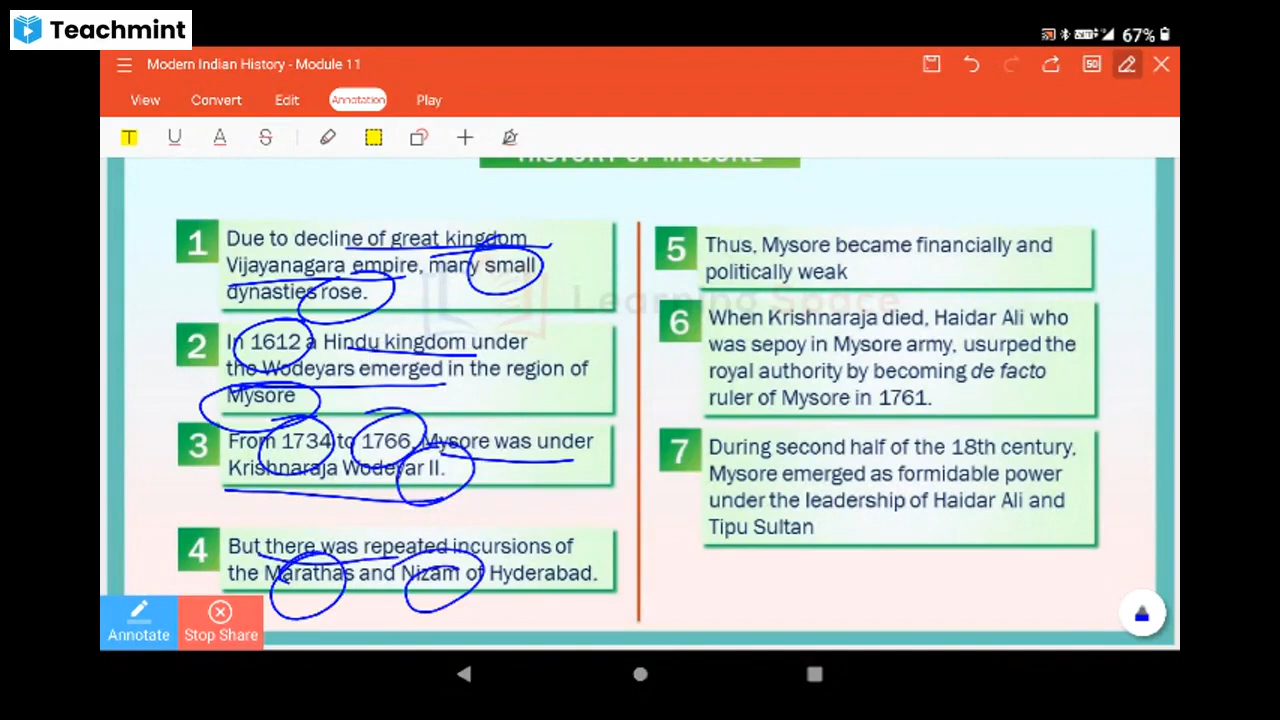 Teachmint
67%
Modern Indian History - Module 11
50
View Convert Edit Annotation Play
T U A S
HISTORY OF MYSORE
1 Due to decline of great kingdom
Vijayanagara empire, many small
dynasties rose.
2 In 1612 a Hindu kingdom under
the Wodeyars emerged in the region of
Mysore
3 From 1734 to 1766, Mysore was under
Krishnaraja Wodeyar II.
4 But there was repeated incursions of
the Marathas and Nizam of Hyderabad.
5 Thus, Mysore became financially and
politically weak
6 When Krishnaraja died, Haidar Ali who
was sepoy in Mysore army, usurped the
royal authority by becoming de facto
ruler of Mysore in 1761.
7 During second half of the 18th century,
Mysore emerged as formidable power
under the leadership of Haidar Ali and
Tipu Sultan
Learning Space
Annotate Stop Share